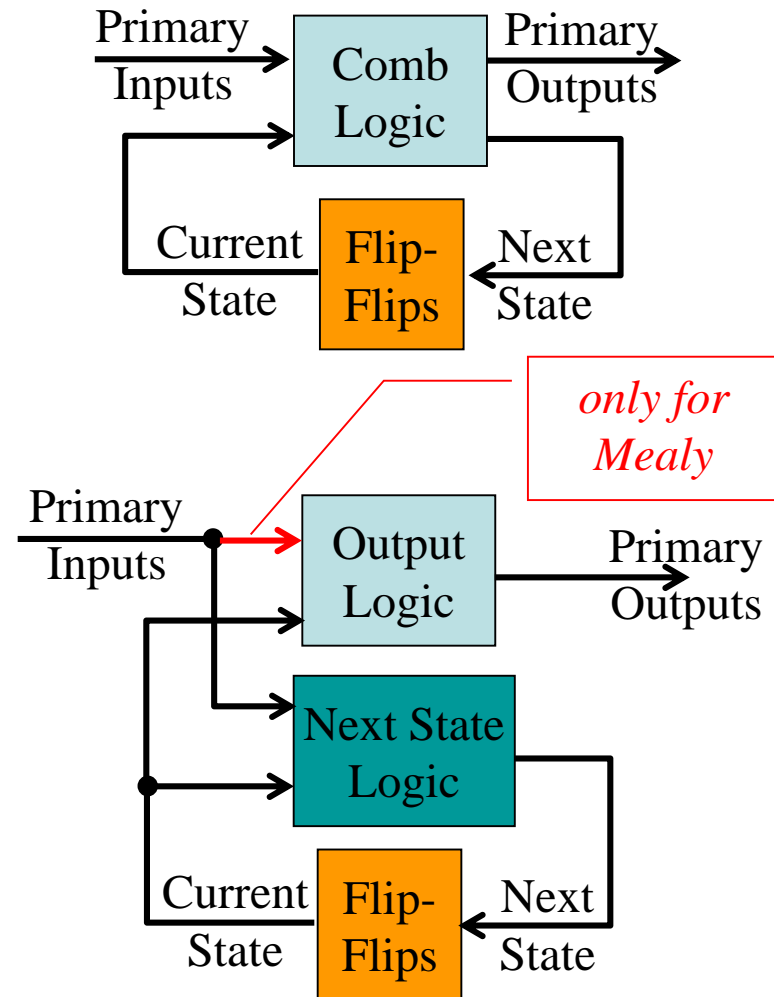 Primary
Inputs
Comb
Logic
Primary
Outputs
Current
State
Flip-
Flips
Next
State
only for
Mealy
Primary
Inputs
Output
Logic
Primary
Outputs
Next State
Logic
Current
State
Flip-
Flips
Next
State